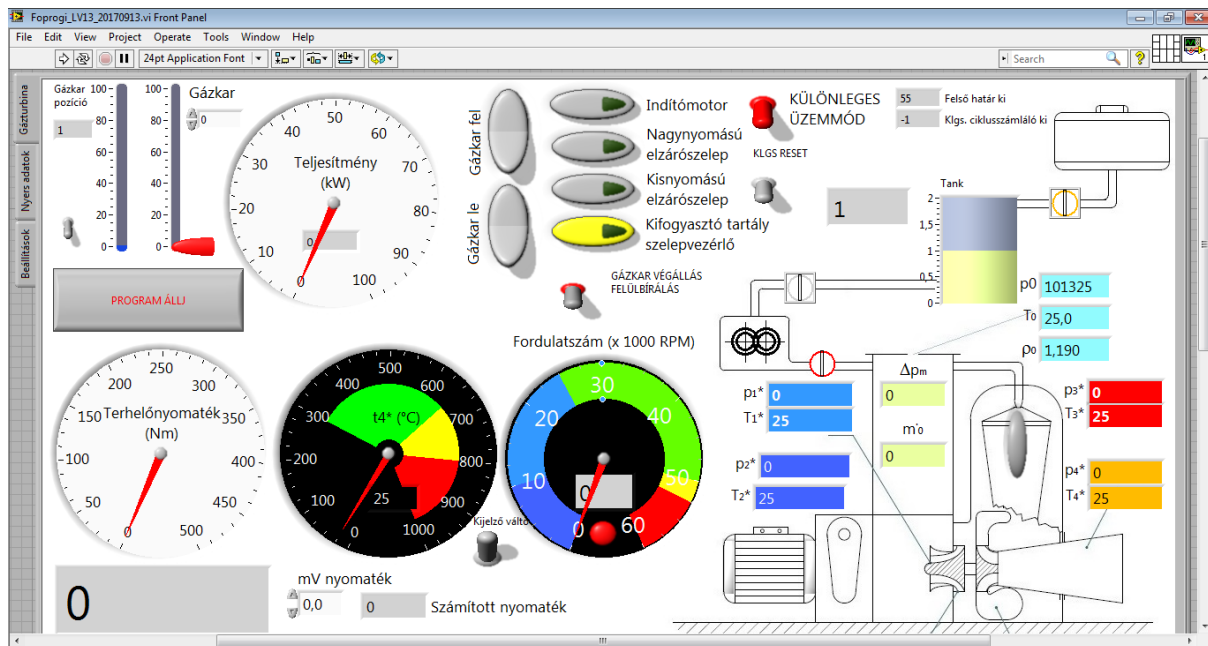 Foprogi_LV13_20170913.vi Front Panel
File Edit View Project Operate Tools Window Help
24pt Application Font
Search
1
Gázturbina
Nyers adatok
Beállítások
Gázkar pozíció
1
100
80
60
40
20
0
100
80
60
40
20
0
Gázkar
0
PROGRAM ÁLLJ
Teljesítmény
(kW)
0
0
10
20
30
40
50
60
70
80
90
100
Gázkar fel
Gázkar le
Indítómotor
Nagynyomású
elzárószelep
Kisnyomású
elzárószelep
Kifogyasztó tartály
szelepvezérlő
GÁZKAR VÉGÁLLÁS
FELÜLBÍRÁLÁS
KÜLÖNLEGES
ÜZEMMÓD
KLGS RESET
55 Felső határ ki
-1 Klgs. ciklusszámláló ki
1
Tank
2
1,5
1
0,5
0
p0 101325
T0 25,0
ρ0 1,190
Terhelőnyomaték
(Nm)
0
50
100
150
200
250
300
350
400
450
500
t4* (°C)
25
0
100
200
300
400
500
600
700
800
900
1000
Fordulatszám (x 1000 RPM)
0
0
10
20
30
40
50
60
Kijelző váltó
Δpm
0
m°0
0
p1* 0
T1* 25
p2* 0
T2* 25
p3* 0
T3* 25
p4* 0
T4* 25
0
mV nyomaték
0,0
0 Számított nyomaték